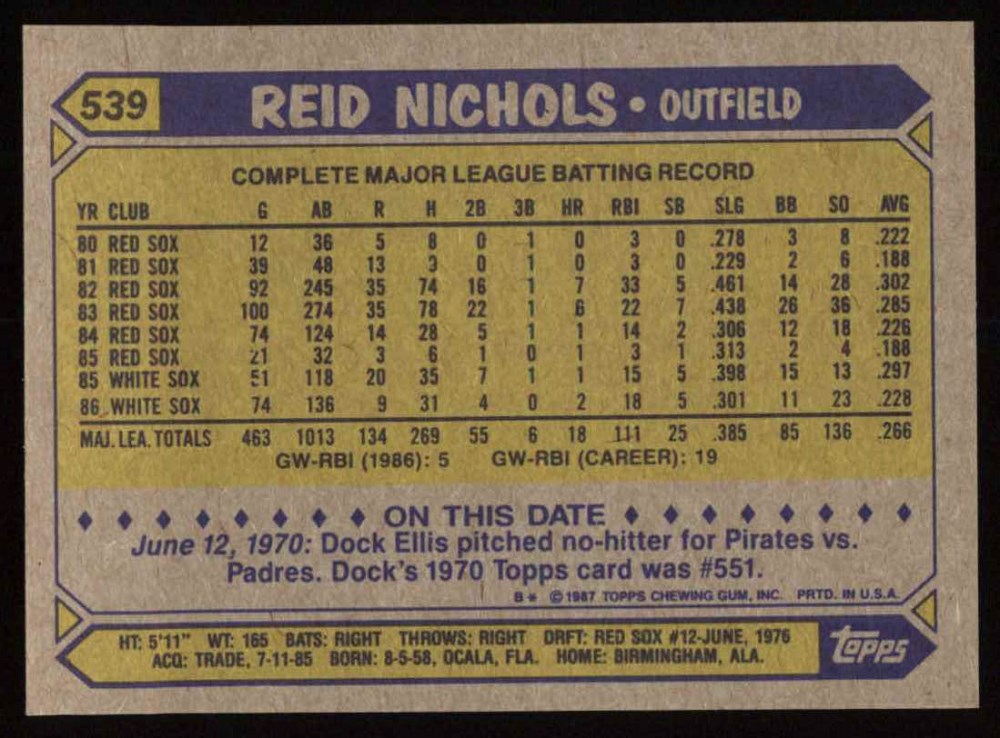 539
REID NICHOLS • OUTFIELD
COMPLETE MAJOR LEAGUE BATTING RECORD
YR CLUB G AB R H 2B 3B HR RBI SB SLG BB SO AVG
80 RED SOX 12 36 5 8 0 1 0 3 0 .278 3 8 .222
81 RED SOX 39 48 13 9 0 1 0 3 0 .229 2 6 .188
82 RED SOX 92 245 35 74 16 1 7 33 5 .461 14 28 .302
83 RED SOX 100 274 35 78 22 1 6 22 7 .438 26 36 .285
84 RED SOX 74 124 14 28 5 1 1 14 2 .306 12 18 .226
85 RED SOX 21 32 3 6 1 0 1 3 1 .313 2 4 .188
85 WHITE SOX 51 118 20 35 7 1 1 15 5 .398 15 13 .297
86 WHITE SOX 74 136 9 31 4 0 2 18 5 .301 11 23 .228
MAJ. LEA. TOTALS 463 1013 134 269 55 6 18 111 25 .385 85 136 .266
GW-RBI (1986): 5 GW-RBI (CAREER): 19
ON THIS DATE
June 12, 1970: Dock Ellis pitched no-hitter for Pirates vs.
Padres. Dock's 1970 Topps card was #551.
B* © 1987 TOPPS CHEWING GUM, INC. PRTD. IN U.S.A.
HT: 5'11" WT: 165 BATS: RIGHT THROWS: RIGHT DRFT: RED SOX #12-JUNE, 1976
ACQ: TRADE, 7-11-85 BORN: 8-5-58, OCALA, FLA. HOME: BIRMINGHAM, ALA.
topps